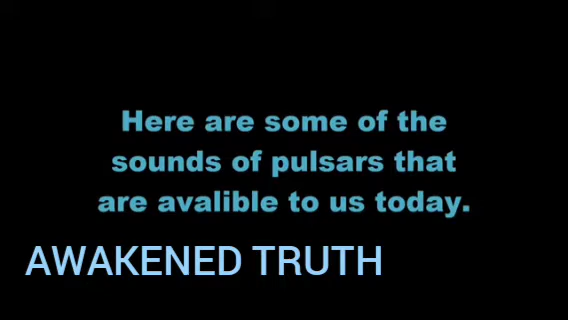 Here are some of the
sounds of pulsars that
are avalible to us today.
AWAKENED TRUTH